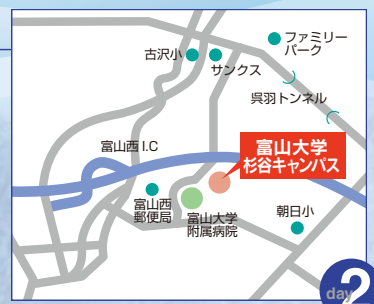 ファミリー
パーク
古沢小
サンクス
呉羽トンネル
富山西I.C
富山大学
杉谷キャンパス
富山西
郵便局
富山大学
附属病院
朝日小
day2